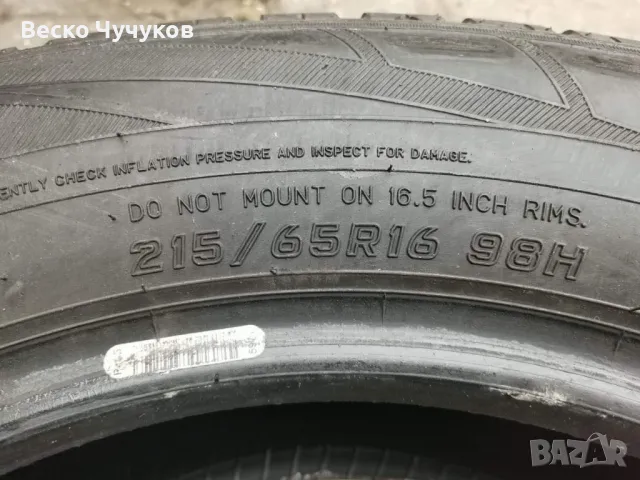 Веско Чучуков
ENTLY CHECK INFLATION PRESSURE AND INSPECT FOR DAMAGE.
DO NOT MOUNT ON 16.5 INCH RIMS.
215/65R16 98H
BAZAR